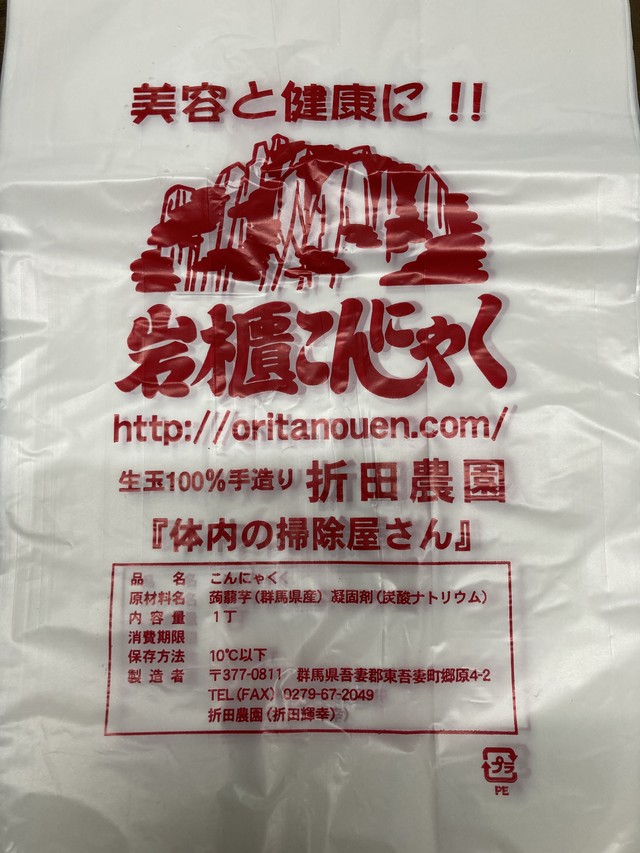 美容と健康に!!
岩櫃こんにゃく
http://oritanouen.com/
生玉100%手造り 折田農園
『体内の掃除屋さん』
品名 こんにゃく
原材料名 蒟蒻芋(群馬県産) 凝固剤(炭酸ナトリウム)
内容量 1丁
消費期限
保存方法 10℃以下
製造者 〒377-0811 群馬県吾妻郡東吾妻町郷原4-2
TEL(FAX) 0279-67-2049
折田農園(折田輝幸)
プラ
PE